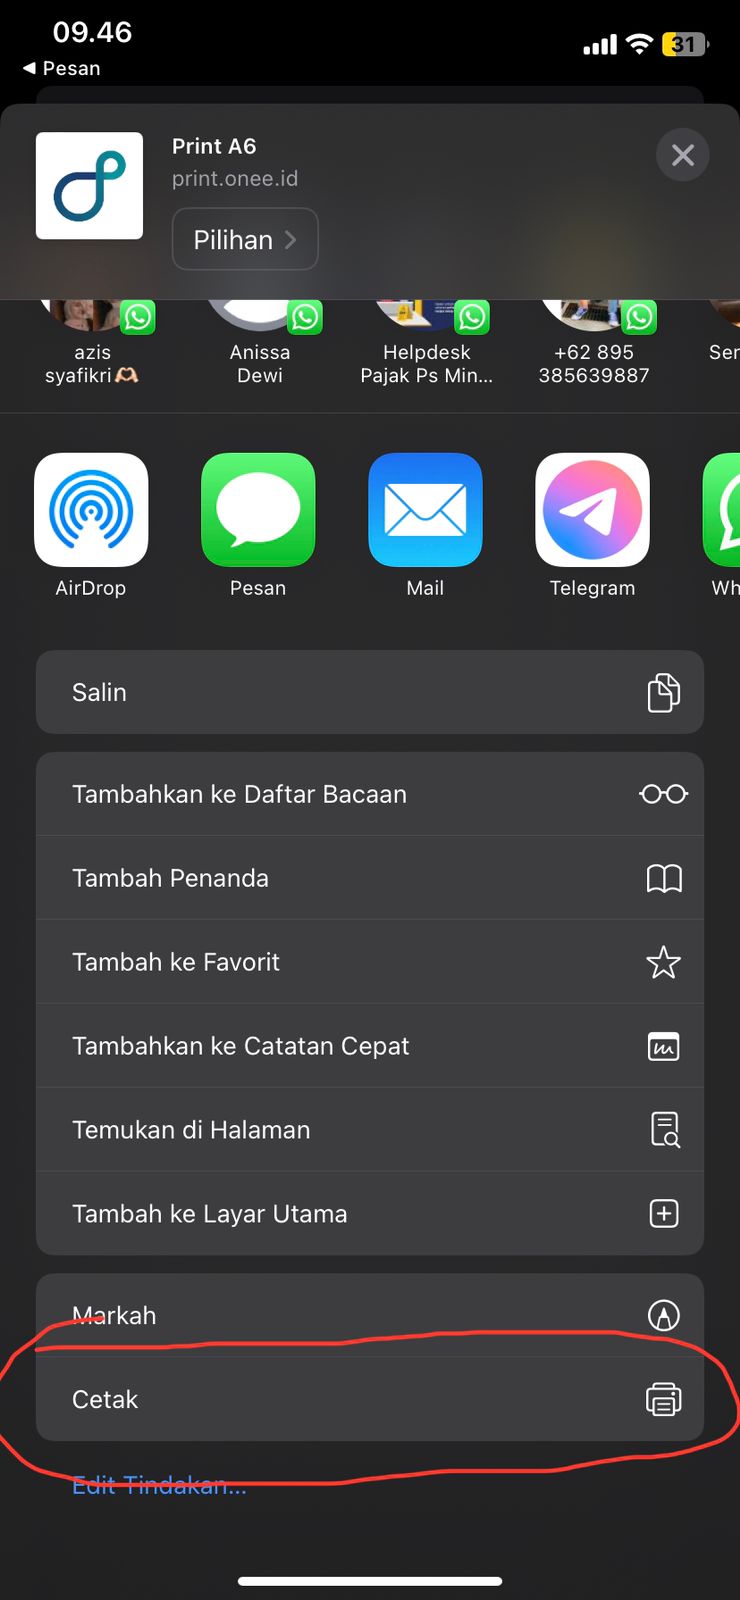 09.46
31
◀ Pesan
Print A6
print.onee.id
Pilihan
azis
syafikri🫶🏻
Anissa
Dewi
Helpdesk
Pajak Ps Min...
+62 895
385639887
Ser
AirDrop
Pesan
Mail
Telegram
Wh
Salin
Tambahkan ke Daftar Bacaan
Tambah Penanda
Tambah ke Favorit
Tambahkan ke Catatan Cepat
Temukan di Halaman
Tambah ke Layar Utama
Markah
Cetak
Edit Tindakan...